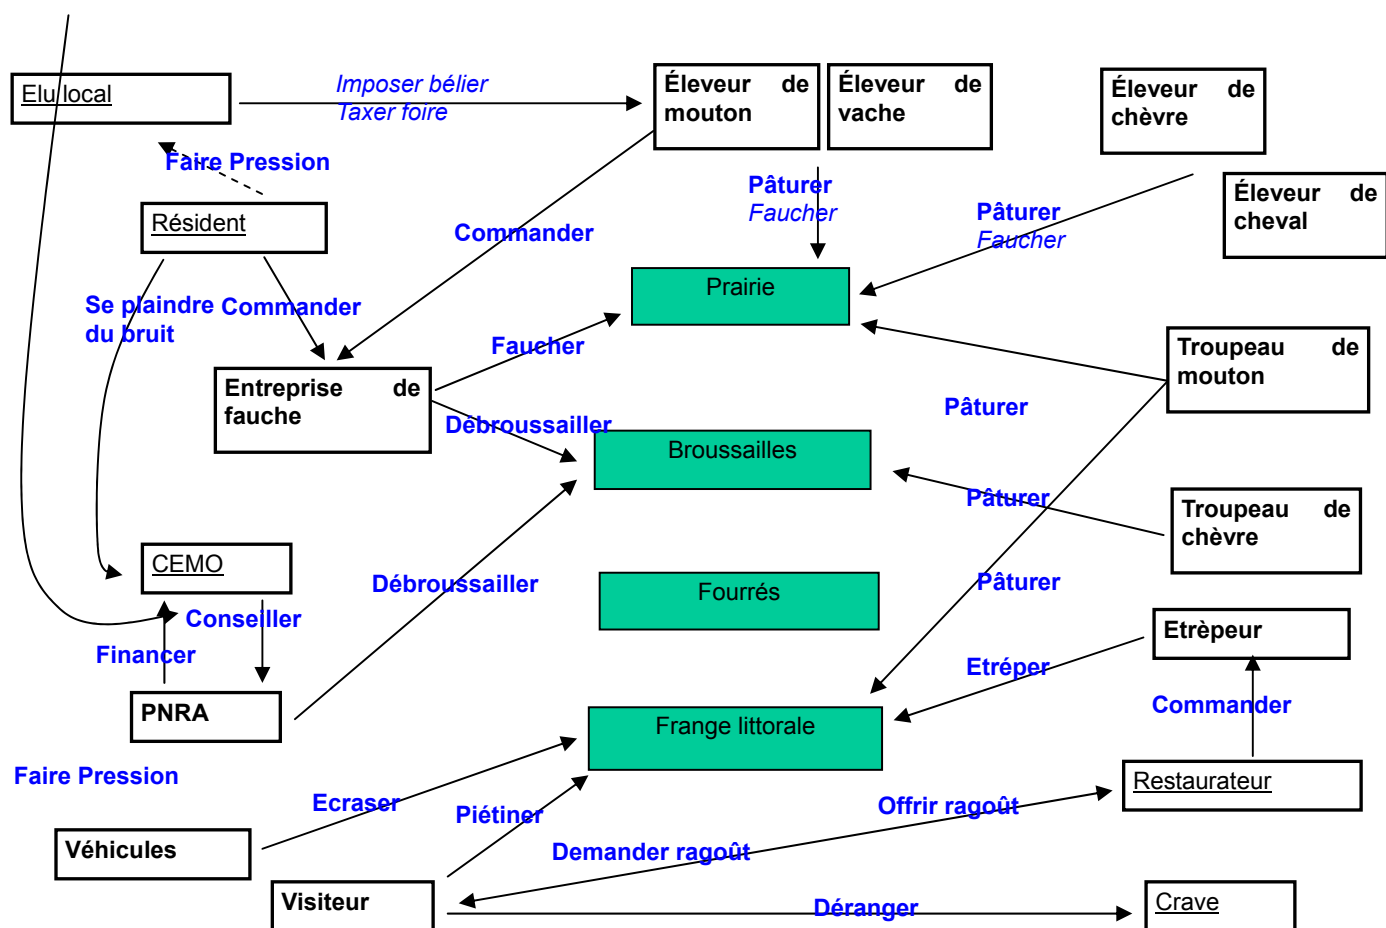 Elu local
Imposer bélier
Taxer foire
Éleveur de
mouton
Éleveur de
vache
Éleveur de
chèvre
Faire Pression
Pâturer
Faucher
Éleveur de
cheval
Résident
Commander
Pâturer
Faucher
Se plaindre
du bruit
Commander
Prairie
Faucher
Troupeau de
mouton
Entreprise de
fauche
Pâturer
Débroussailler
Broussailles
Pâturer
Troupeau de
chèvre
CEMO
Débroussailler
Fourrés
Pâturer
Conseiller
Etrèpeur
Financer
Etréper
PNRA
Frange littorale
Commander
Faire Pression
Restaurateur
Ecraser
Piétiner
Offrir ragoût
Véhicules
Demander ragoût
Visiteur
Déranger
Crave